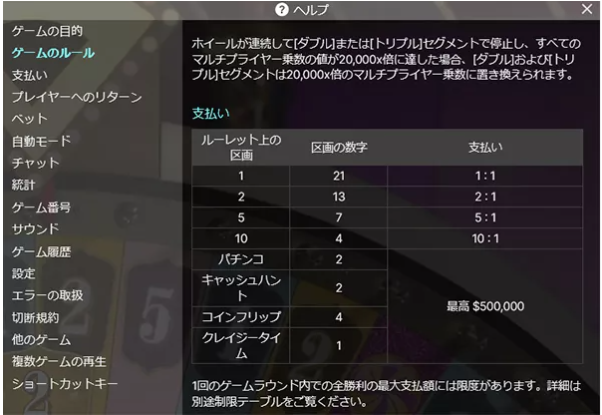 ヘルプ
ゲームの目的
ゲームのルール
支払い
プレイヤーへのリターン
ベット
自動モード
チャット
統計
ゲーム番号
サウンド
ゲーム履歴
設定
エラーの取扱
切断規約
他のゲーム
複数ゲームの再生
ショートカットキー
ホイールが連続して[ダブル]または[トリプル]セグメントで停止し、すべての
マルチプライヤー乗数の値が20,000x倍に達した場合、[ダブル]および[トリ
プル]セグメントは20,000x倍のマルチプライヤー乗数に置き換えられます。
支払い
ルーレット上の
区画
区画の数字
支払い
1 21 1:1
2 13 2:1
5 7 5:1
10 4 10:1
パチンコ 2
キャッシュハン
ト
2
コインフリップ 4
クレイジータイ
ム
1
最高 $500,000
1回のゲームラウンド内での全勝利の最大支払額には限度があります。詳細は
別途制限テーブルをご覧ください。
5
2
2